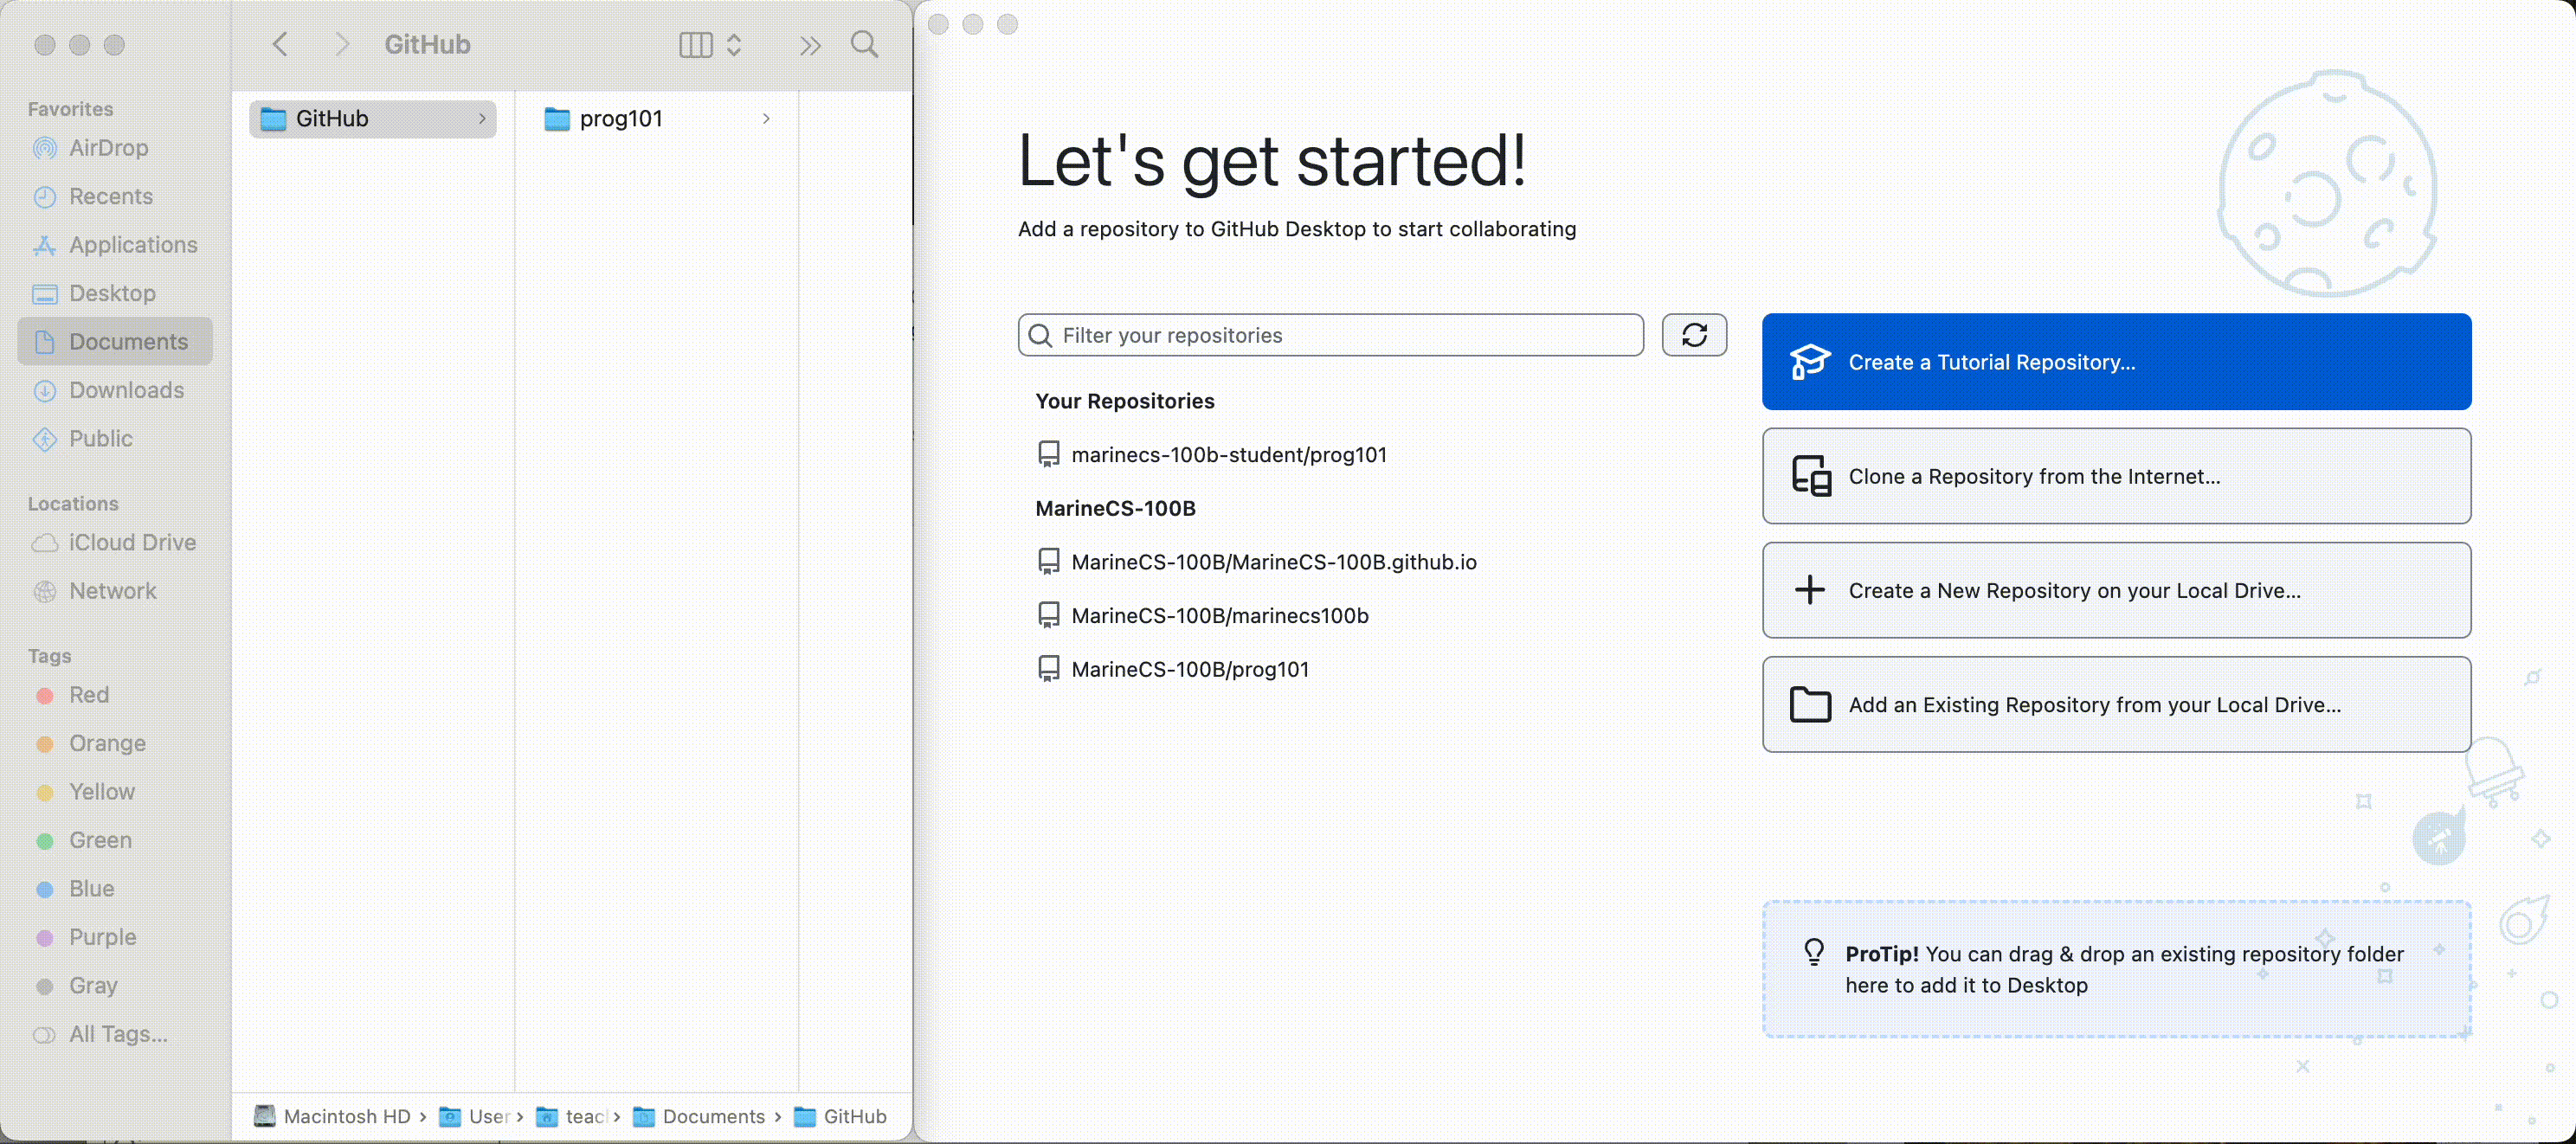 GitHub
Favorites
AirDrop
Recents
Applications
Desktop
Documents
Downloads
Public
Locations
iCloud Drive
Network
Tags
Red
Orange
Yellow
Green
Blue
Purple
Gray
All Tags...
GitHub
prog101
Macintosh HD
User
Documents
GitHub
Let's get started!
Add a repository to GitHub Desktop to start collaborating
Filter your repositories
Your Repositories
marinecs-100b-student/prog101
MarineCS-100B
MarineCS-100B/MarineCS-100B.github.io
MarineCS-100B/marinecs100b
MarineCS-100B/prog101
Create a Tutorial Repository...
Clone a Repository from the Internet...
Create a New Repository on your Local Drive...
Add an Existing Repository from your Local Drive...
ProTip! You can drag & drop an existing repository folder
here to add it to Desktop